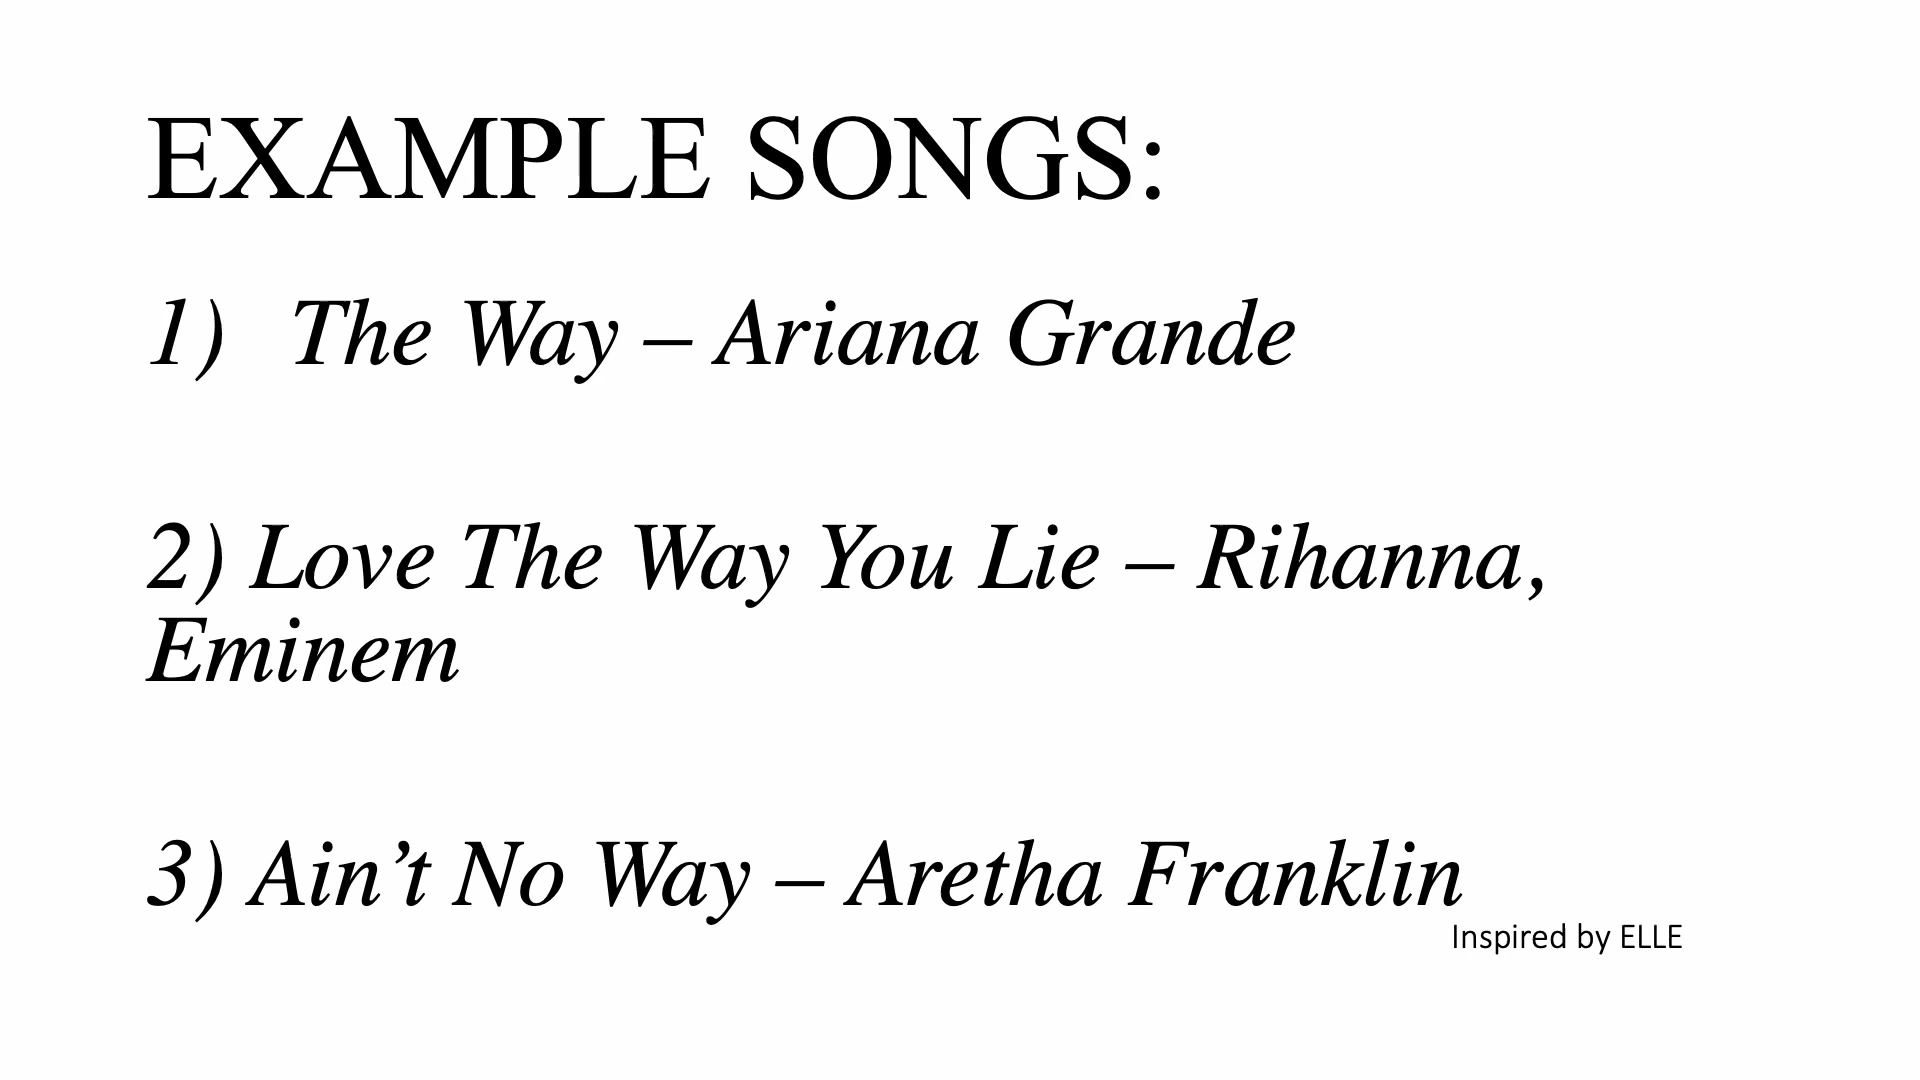 EXAMPLE SONGS:
1) The Way – Ariana Grande
2) Love The Way You Lie – Rihanna,
Eminem
3) Ain’t No Way – Aretha Franklin
Inspired by ELLE